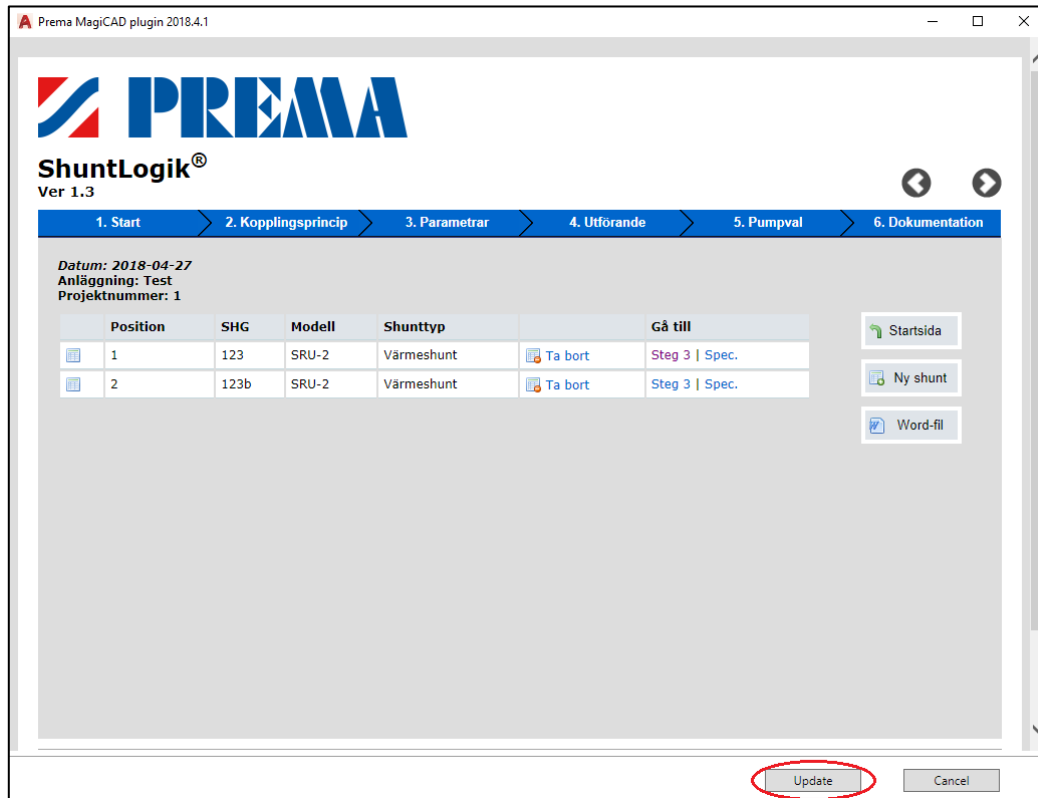 Prema MagiCAD plugin 2018.4.1
PREMA
ShuntLogik®
Ver 1.3
1. Start 2. Kopplingsprincip 3. Parametrar 4. Utförande 5. Pumpval 6. Dokumentation
Datum: 2018-04-27
Anläggning: Test
Projektnummer: 1
Position SHG Modell Shunttyp Gå till
1 123 SRU-2 Värmeshunt Ta bort Steg 3 | Spec.
2 123b SRU-2 Värmeshunt Ta bort Steg 3 | Spec.
Startsida
Ny shunt
Word-fil
Update Cancel